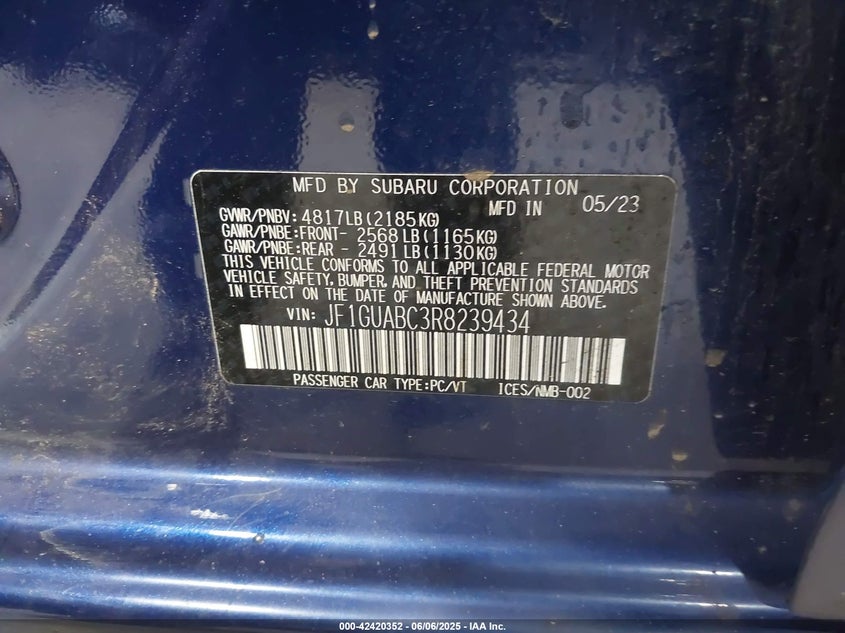 MFD BY SUBARU CORPORATION
GVWR/PNBV: 4817LB(2185KG) MFD IN 05/23
GAWR/PNBE:FRONT- 2568LB(1165KG)
GAWR/PNBE:REAR - 2491LB(1130KG)
THIS VEHICLE CONFORMS TO ALL APPLICABLE FEDERAL MOTOR
VEHICLE SAFETY, BUMPER, AND THEFT PREVENTION STANDARDS
IN EFFECT ON THE DATE OF MANUFACTURE SHOWN ABOVE.
VIN: JF1GUABC3R8239434
PASSENGER CAR TYPE:PC/VT ICES/NMB-002
000-42420352 - 06/06/2025 - IAA Inc.